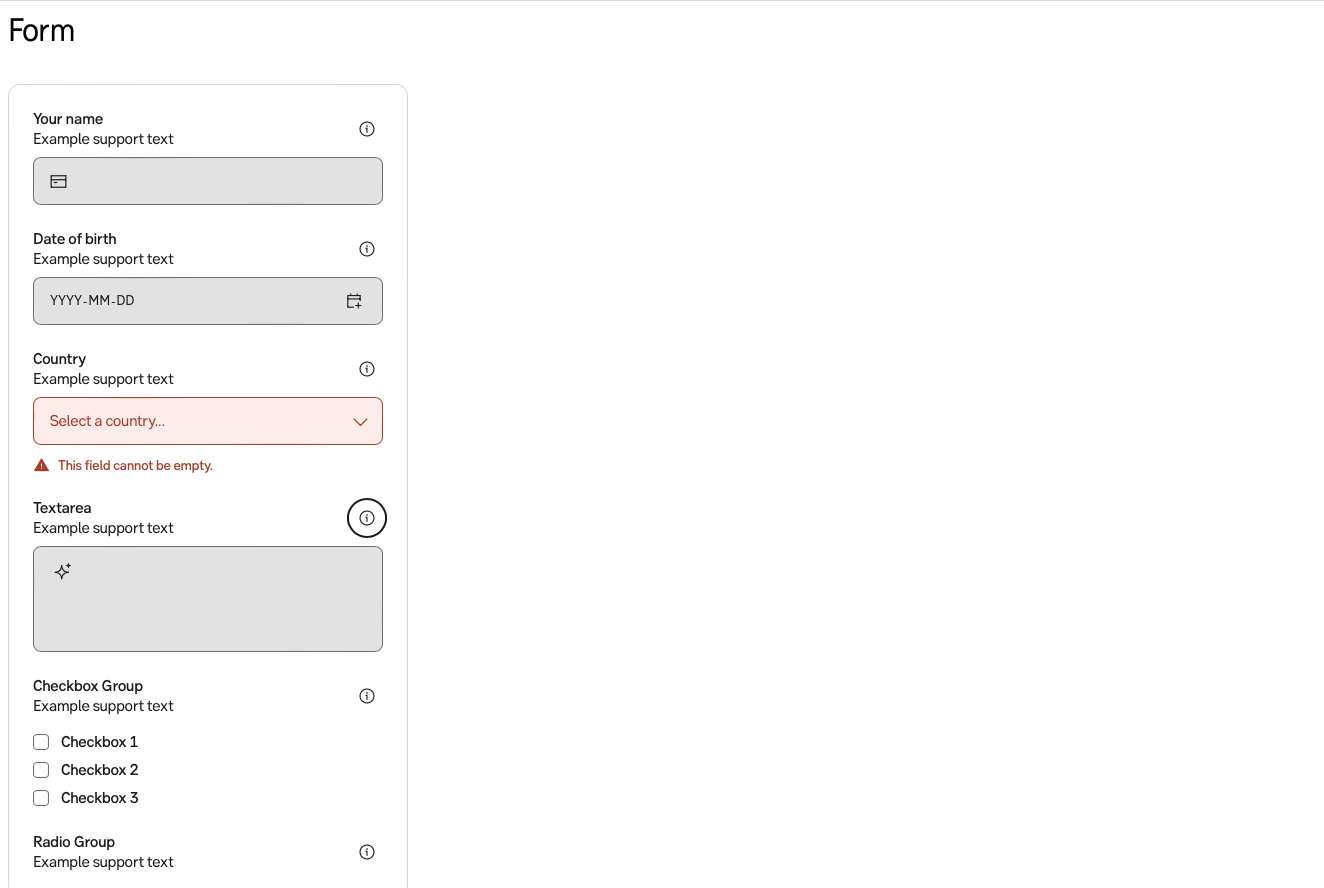 Form
Your name
Example support text
Date of birth
Example support text
YYYY-MM-DD
Country
Example support text
Select a country...
This field cannot be empty.
Textarea
Example support text
Checkbox Group
Example support text
Checkbox 1
Checkbox 2
Checkbox 3
Radio Group
Example support text